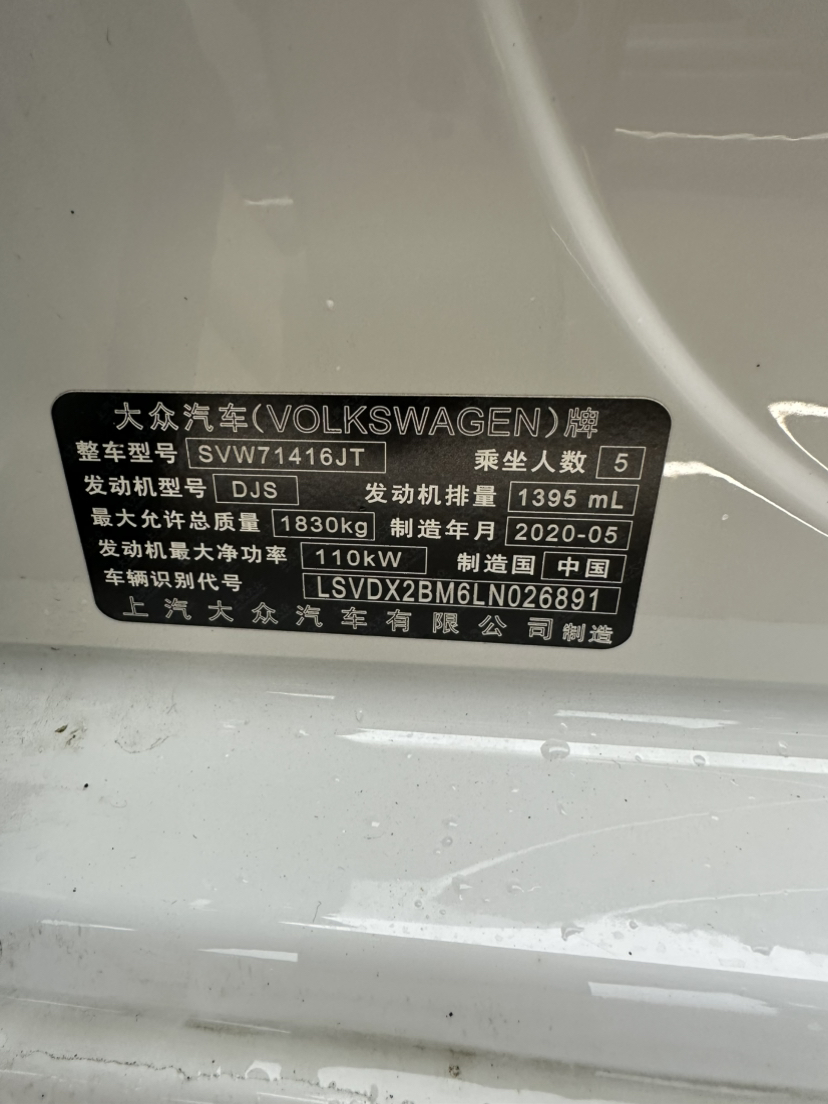 大众汽车(VOLKSWAGEN)牌
整车型号 SVW71416JT 乘坐人数 5
发动机型号 DJS 发动机排量 1395 mL
最大允许总质量 1830kg 制造年月 2020-05
发动机最大净功率 110kW 制造国 中国
车辆识别代号 LSVDX2BM6LN026891
上汽大众汽车有限公司制造